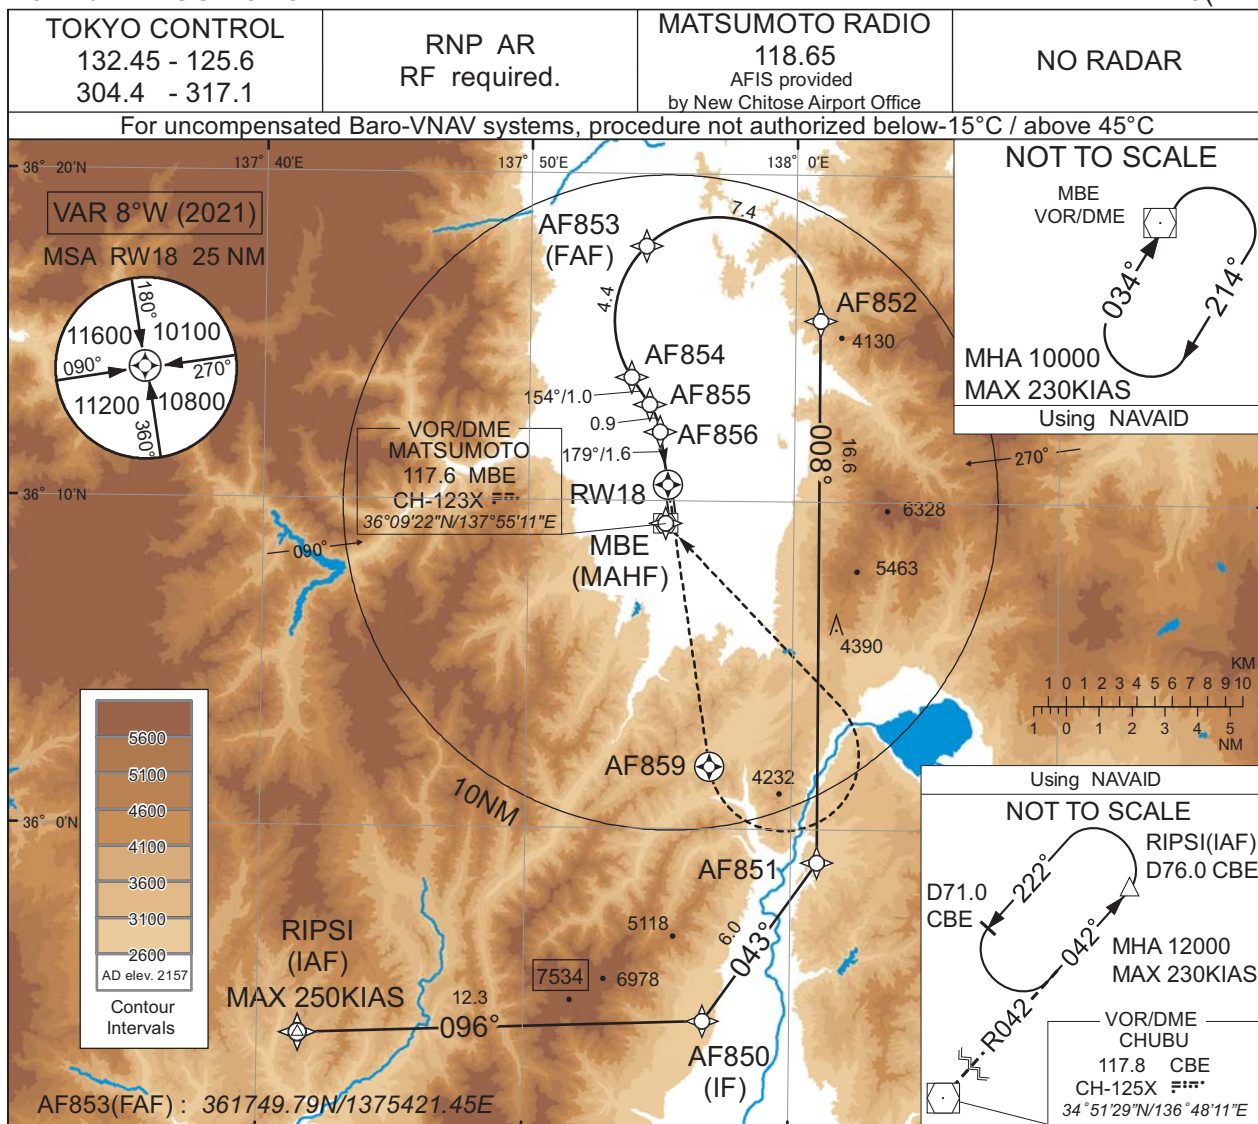 TOKYO CONTROL
132.45 - 125.6
304.4 - 317.1
RNP AR
RF required.
MATSUMOTO RADIO
118.65
AFIS provided
by New Chitose Airport Office
NO RADAR
For uncompensated Baro-VNAV systems, procedure not authorized below-15°C / above 45°C
36° 20'N
137° 40'E
137° 50'E
138° 0'E
VAR 8°W (2021)
MSA RW18 25 NM
180°
11600
10100
090°
270°
11200
10800
360°
NOT TO SCALE
MBE
VOR/DME
034°
214°
MHA 10000
MAX 230KIAS
Using NAVAID
AF853
(FAF)
7.4
4.4
AF852
4130
AF854
154°/1.0
AF855
0.9
AF856
179°/1.6
VOR/DME
MATSUMOTO
117.6 MBE
CH-123X
36°09'22"N/137°55'11"E
RW18
008°
16.6
270°
36° 10'N
6328
090°
MBE
(MAHF)
5463
4390
KM
1 0 1 2 3 4 5 6 7 8 9 10
1 0 1 2 3 4 5
NM
5600
5100
4600
4100
3600
3100
2600
AD elev. 2157
Contour
Intervals
AF859
4232
10NM
36° 0'N
AF851
5118
6.0
043°
RIPSI
(IAF)
MAX 250KIAS
7534
6978
12.3
096°
AF850
(IF)
AF853(FAF) : 361749.79N/1375421.45E
Using NAVAID
NOT TO SCALE
RIPSI(IAF)
D76.0 CBE
D71.0
CBE
222°
042°
MHA 12000
MAX 230KIAS
R042
VOR/DME
CHUBU
117.8 CBE
CH-125X
34°51'29"N/136°48'11"E